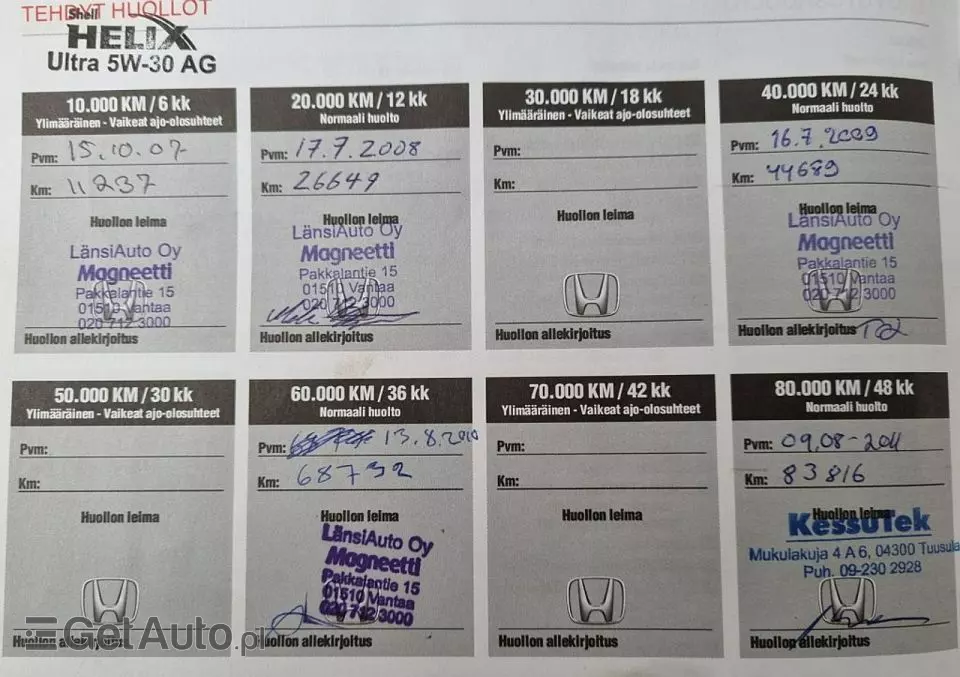 TEHDYT HUOLLOT
Shell
HELIX
Ultra 5W-30 AG
10.000 KM / 6 kk
Ylimääräinen - Vaikeat ajo-olosuhteet
Pvm: 15.10.07
Km: 11237
Huollon leima
LänsiAuto Oy
Magneetti
Pakkalantie 15
01510 Vantaa
020 712 3000
Huollon allekirjoitus
20.000 KM / 12 kk
Normaali huolto
Pvm: 17.7.2008
Km: 26649
Huollon leima
LänsiAuto Oy
Magneetti
Pakkalantie 15
01510 Vantaa
020 712 3000
Huollon allekirjoitus
30.000 KM / 18 kk
Ylimääräinen - Vaikeat ajo-olosuhteet
Pvm:
Km:
Huollon leima
Huollon allekirjoitus
40.000 KM / 24 kk
Normaali huolto
Pvm: 16.7.2009
Km: 44689
Huollon leima
LänsiAuto Oy
Magneetti
Pakkalantie 15
01510 Vantaa
020 712 3000
Huollon allekirjoitus
50.000 KM / 30 kk
Ylimääräinen - Vaikeat ajo-olosuhteet
Pvm:
Km:
Huollon leima
Huollon allekirjoitus
60.000 KM / 36 kk
Normaali huolto
Pvm: 13.8.2010
Km: 68732
Huollon leima
LänsiAuto Oy
Magneetti
Pakkalantie 15
01510 Vantaa
020 712 3000
Huollon allekirjoitus
70.000 KM / 42 kk
Ylimääräinen - Vaikeat ajo-olosuhteet
Pvm:
Km:
Huollon leima
Huollon allekirjoitus
80.000 KM / 48 kk
Normaali huolto
Pvm: 09.08-2011
Km: 83816
Huollon leima
KessuTek
Mukulakuja 4 A 6, 04300 Tuusula
Puh. 09-230 2928
Huollon allekirjoitus
GetAuto.pl